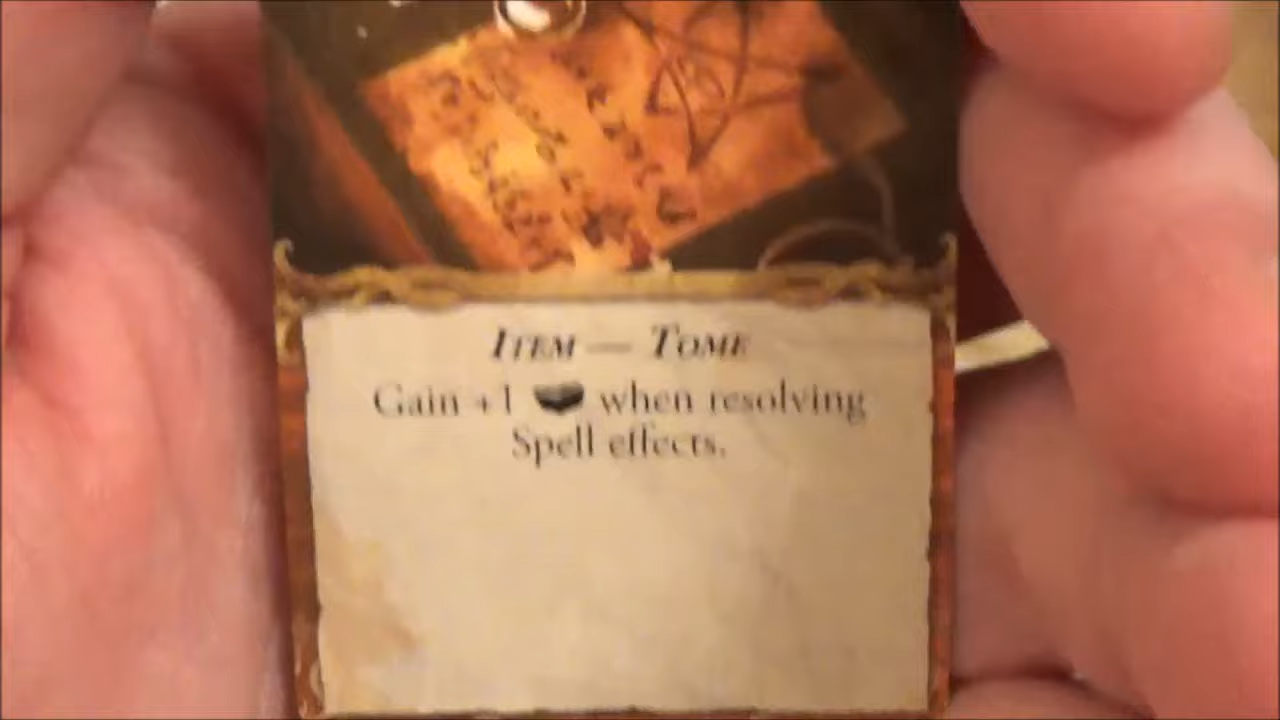 ITEM — TOME
Gain +1 when resolving
Spell effects.